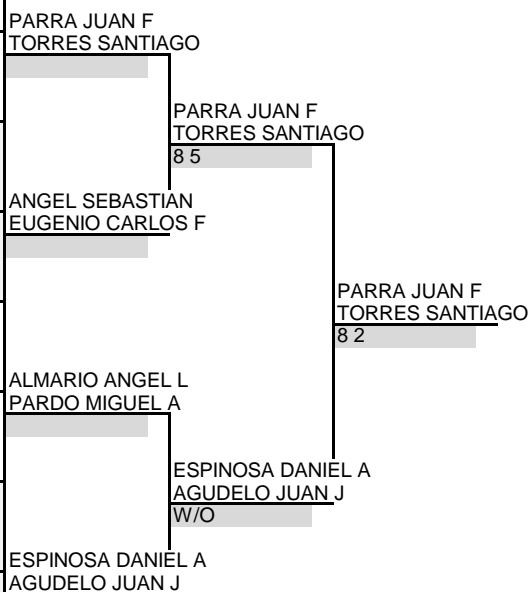 PARRA JUAN F
TORRES SANTIAGO
PARRA JUAN F
TORRES SANTIAGO
8 5
ANGEL SEBASTIAN
EUGENIO CARLOS F
PARRA JUAN F
TORRES SANTIAGO
8 2
ALMARIO ANGEL L
PARDO MIGUEL A
ESPINOSA DANIEL A
AGUDELO JUAN J
W/O
ESPINOSA DANIEL A
AGUDELO JUAN J